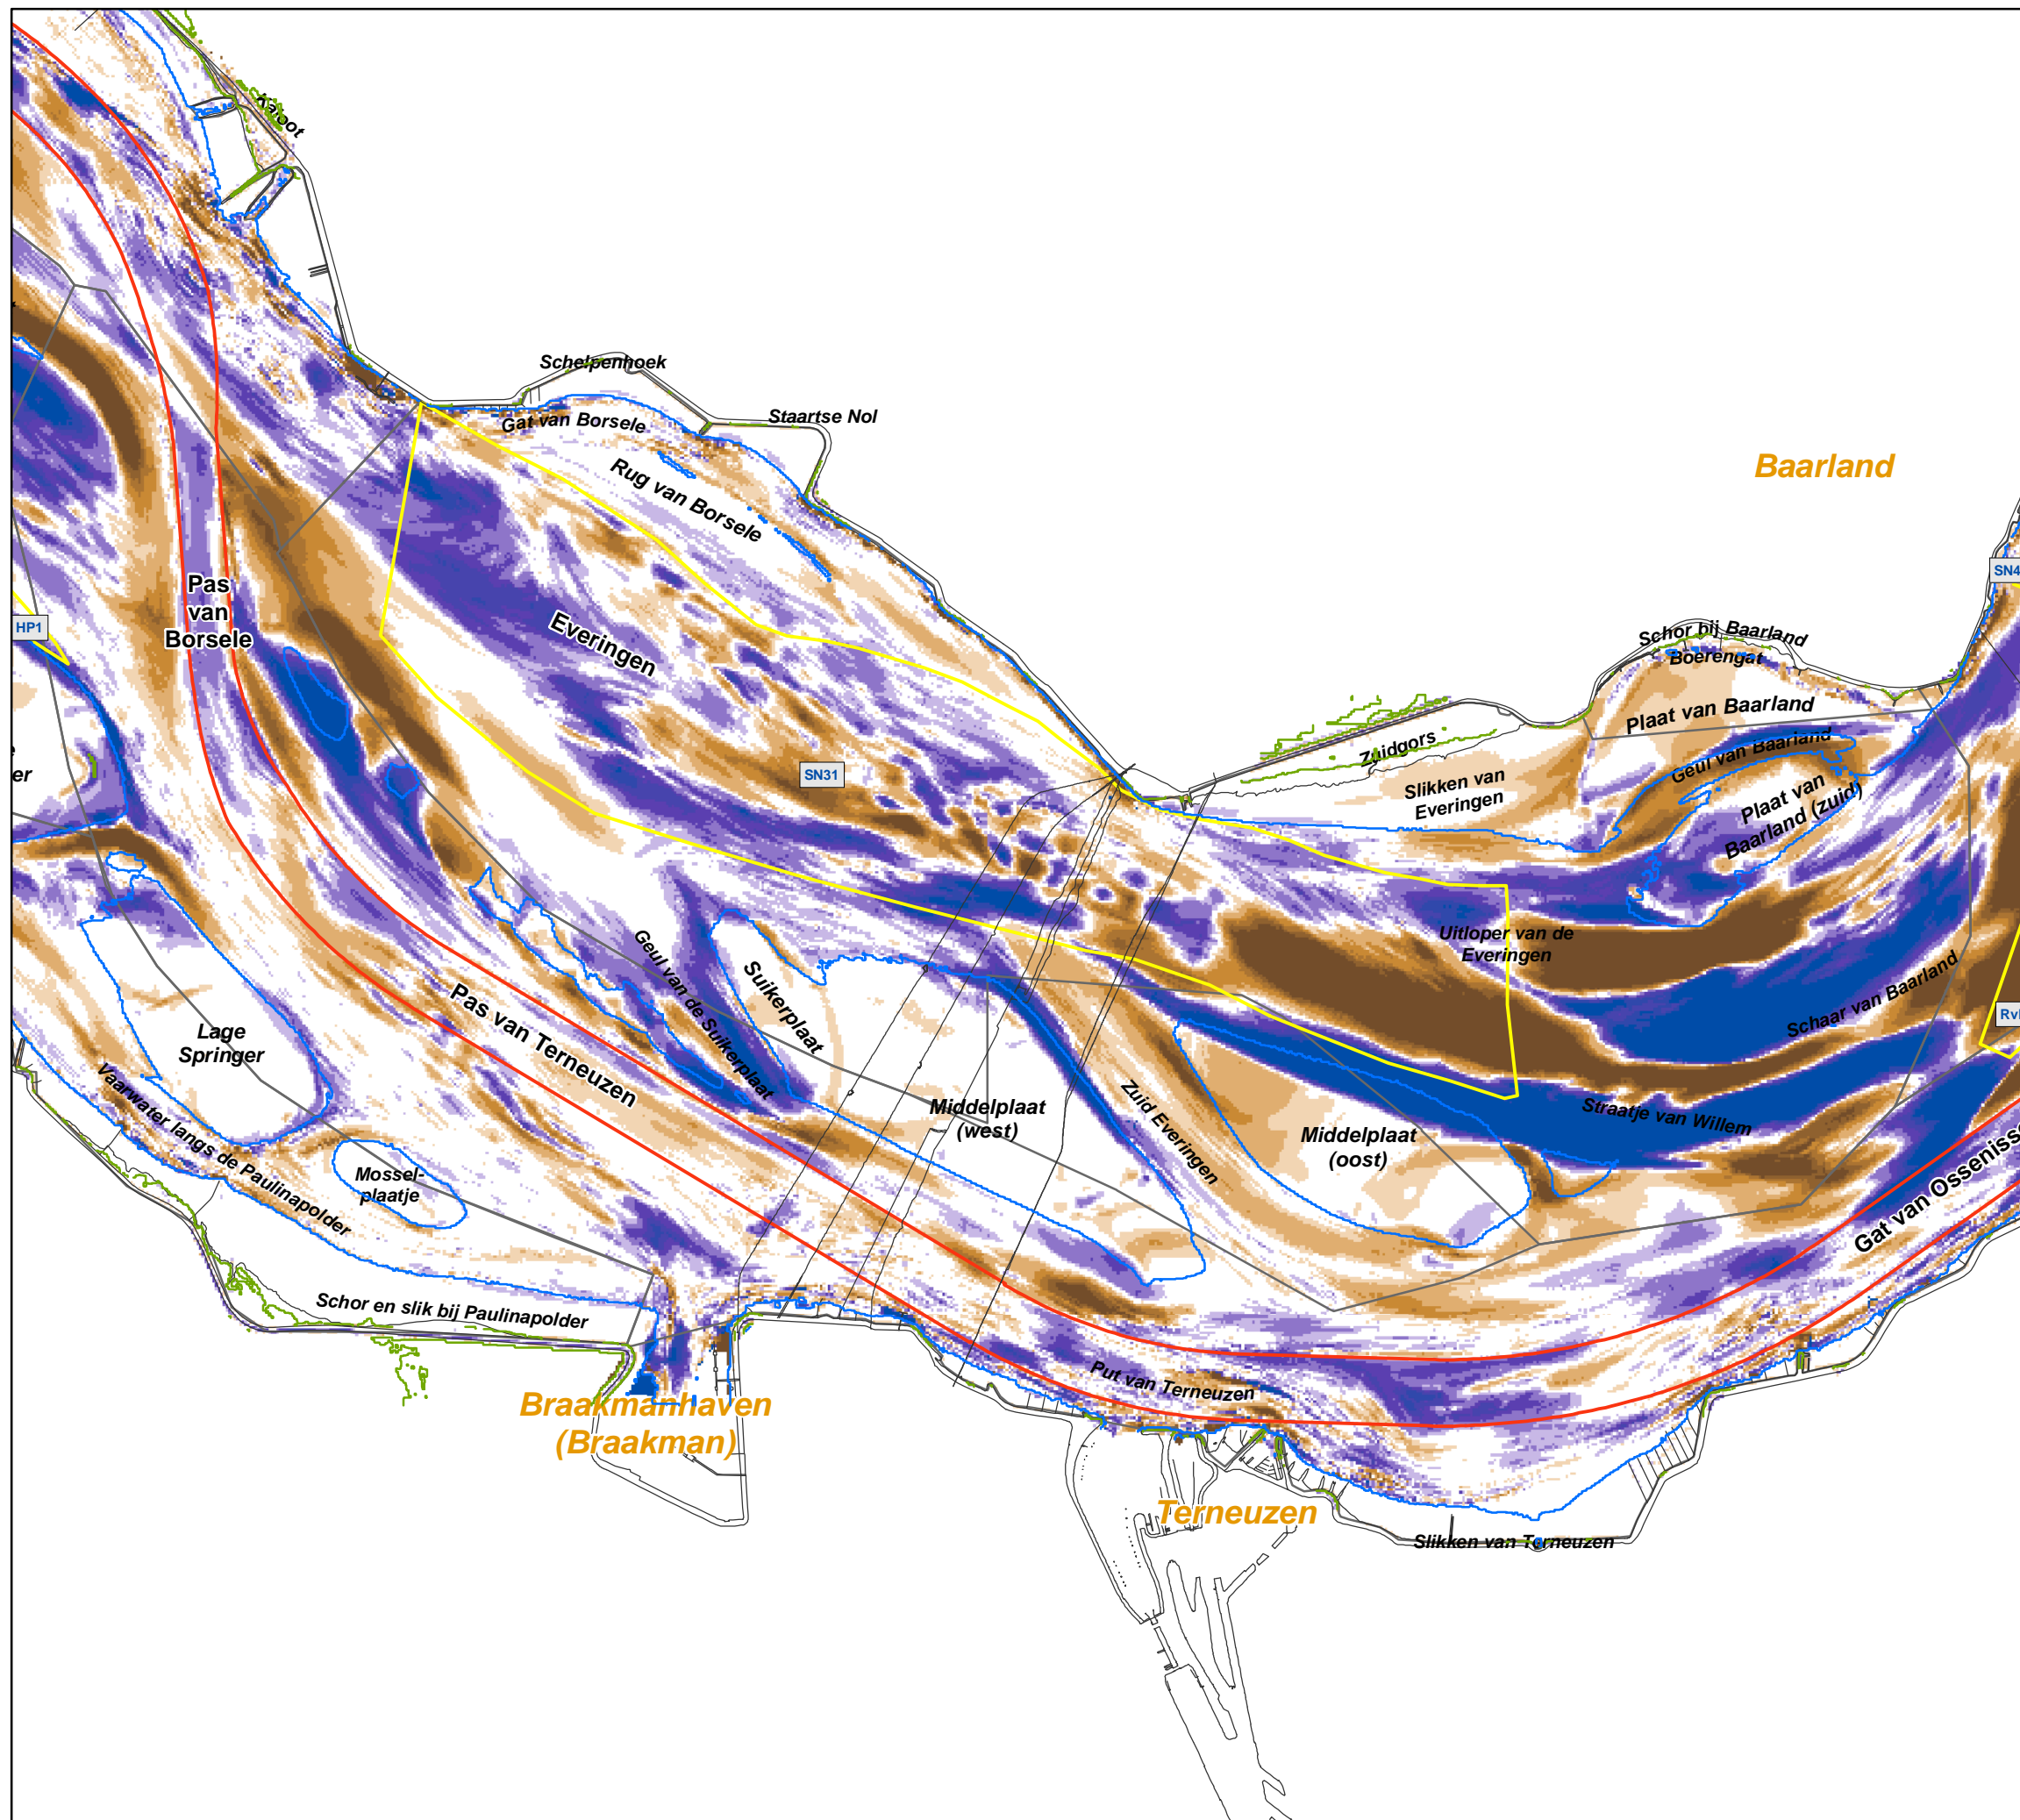 Kaloot
Schelpenhoek
Staartse Nol
Gat van Borsele
Rug van Borsele
Baarland
SN4
Pas
van
Borsele
HP1
Everingen
Schor bij Baarland
Boerengat
Plaat van Baarland
Geul van Baarland
Zuidgors
Slikken van
Everingen
Plaat van
Baarland (zuid)
er
SN31
Uitloper van de
Everingen
Schaar van Baarland
Geul van de Suikerplaat
Suikerplaat
Pas van Terneuzen
Lage
Springer
Vaarwater langs de Paulinapolder
Middelplaat
(west)
Zuid Everingen
Middelplaat
(oost)
Straatje van Willem
Gat van Ossenisse
Mossel-
plaatje
Schor en slik bij Paulinapolder
Put van Terneuzen
Braakmanhaven
(Braakman)
Terneuzen
Slikken van Terneuzen